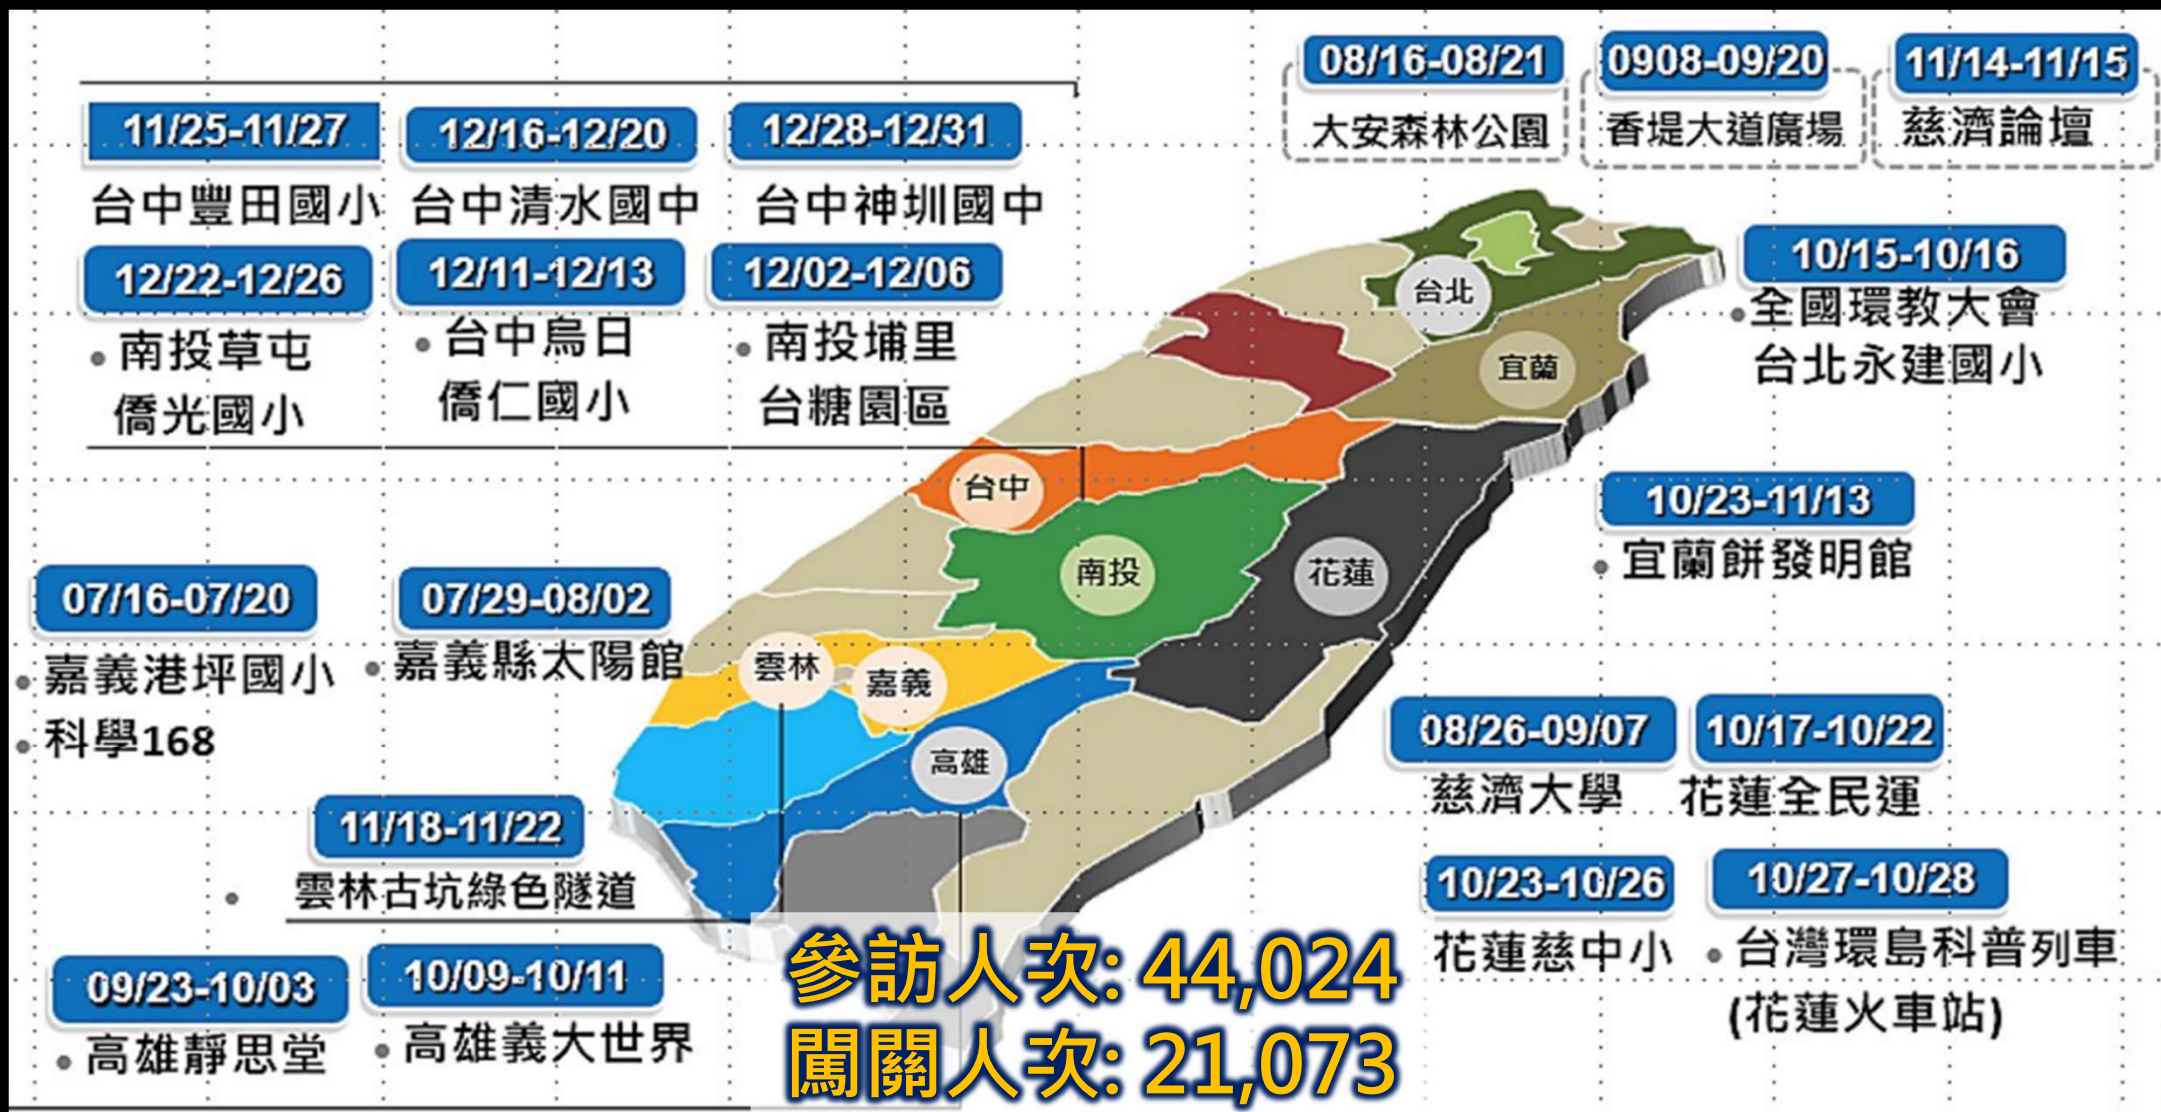 08/16-08/21
大安森林公園
0908-09/20
香堤大道廣場
11/14-11/15
慈濟論壇
11/25-11/27
台中豐田國小
12/16-12/20
台中清水國中
12/28-12/31
台中神圳國中
12/22-12/26
南投草屯
僑光國小
12/11-12/13
台中烏日
僑仁國小
12/02-12/06
南投埔里
台糖園區
10/15-10/16
全國環教大會
台北永建國小
台北
宜蘭
台中
南投
花蓮
雲林
嘉義
高雄
10/23-11/13
宜蘭餅發明館
07/16-07/20
嘉義港坪國小
科學168
07/29-08/02
嘉義縣太陽館
08/26-09/07
慈濟大學
10/17-10/22
花蓮全民運
11/18-11/22
雲林古坑綠色隧道
10/23-10/26
花蓮慈中小
10/27-10/28
台灣環島科普列車
(花蓮火車站)
09/23-10/03
高雄靜思堂
10/09-10/11
高雄義大世界
參訪人次: 44,024
闖關人次: 21,073